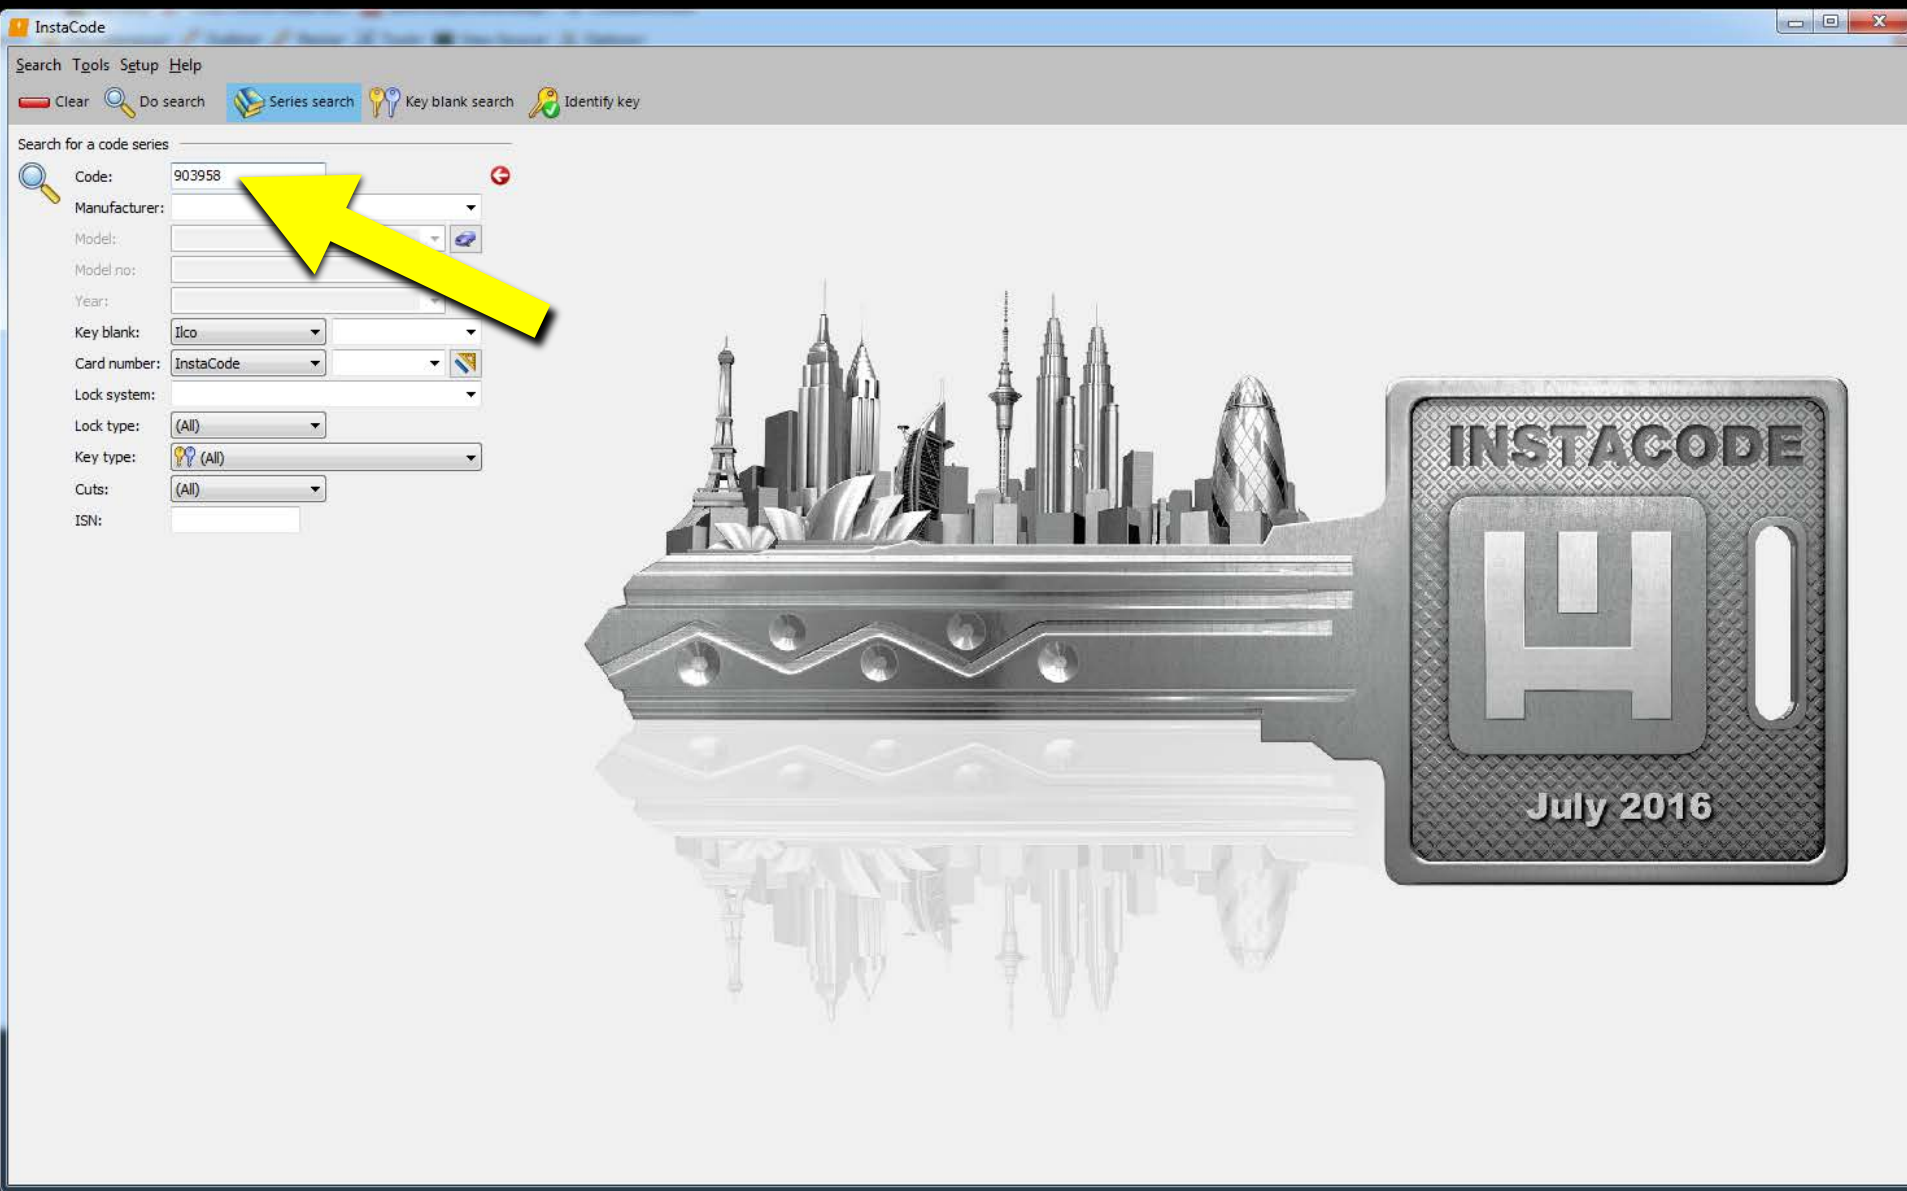 InstaCode
Search Tools Setup Help
Clear Do search Series search Key blank search Identify key
Search for a code series
Code: 903958
Manufacturer:
Model:
Model no:
Year:
Key blank: Ilco
Card number: InstaCode
Lock system:
Lock type: (All)
Key type: (All)
Cuts: (All)
ISN:
INSTACODE
July 2016